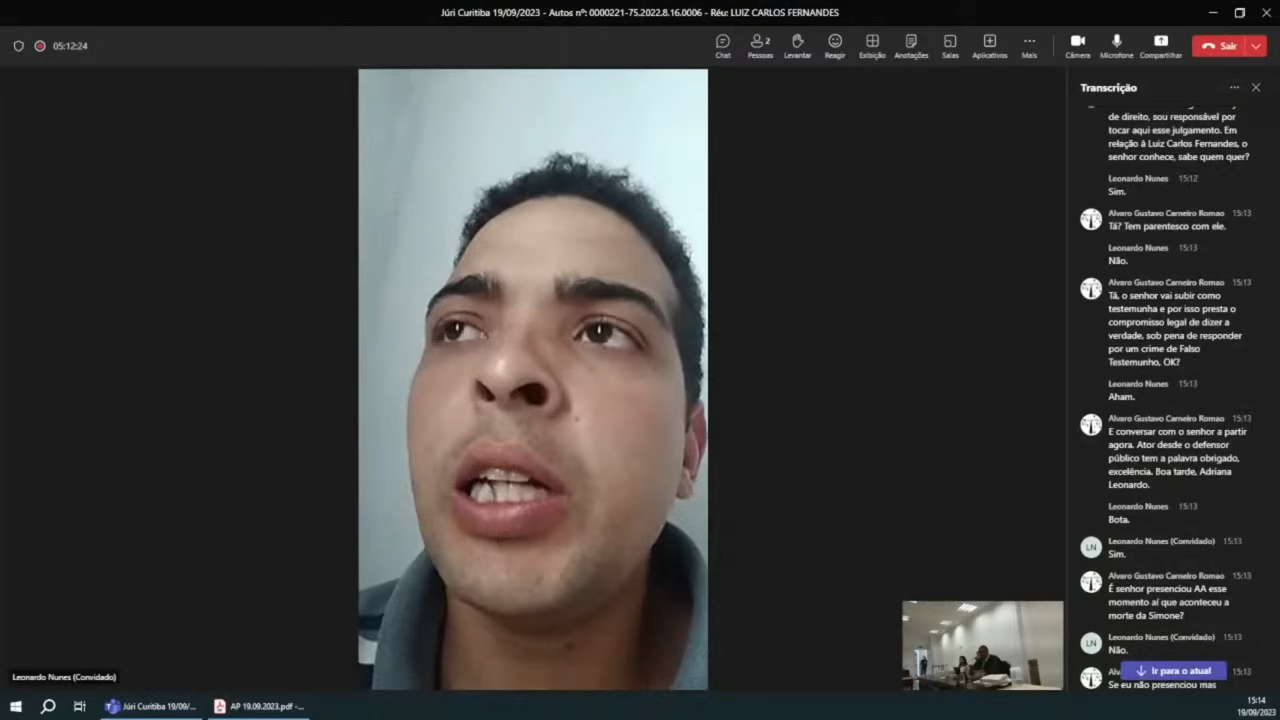 Júri Curitiba 19/09/2023 - Autos nº: 0000221-75.2022.8.16.0006 - Réu: LUIZ CARLOS FERNANDES
05:12:24
Chat
2
Pessoas
Levantar
Reagir
Exibição
Anotações
Salas
Aplicativos
Mais
Câmera
Microfone
Compartilhar
Sair
Transcrição
de direito, sou responsável por
tocar aqui esse julgamento. Em
relação à Luiz Carlos Fernandes, o
senhor conhece, sabe quem quer?
Leonardo Nunes 15:12
Sim.
Alvaro Gustavo Carneiro Romao 15:13
Tá? Tem parentesco com ele.
Leonardo Nunes 15:13
Não.
Alvaro Gustavo Carneiro Romao 15:13
Tá, o senhor vai subir como
testemunha e por isso presta o
compromisso legal de dizer a
verdade, sob pena de responder
por um crime de Falso
Testemunho, OK?
Leonardo Nunes 15:13
Aham.
Alvaro Gustavo Carneiro Romao 15:13
E conversar com o senhor a partir
agora. Ator desde o defensor
público tem a palavra obrigado,
excelência. Boa tarde, Adriana
Leonardo.
Leonardo Nunes 15:13
Bota.
LN
Leonardo Nunes (Convidado) 15:13
Sim.
Alvaro Gustavo Carneiro Romao 15:13
É senhor presenciou AA esse
momento aí que aconteceu a
morte da Simone?
LN
Leonardo Nunes (Convidado) 15:13
Não.
15:13
Ir para o atual
Se eu não presenciou mas
Leonardo Nunes (Convidado)
Júri Curitiba 19/09/...
AP 19.09.2023.pdf -...
15:14
19/09/2023